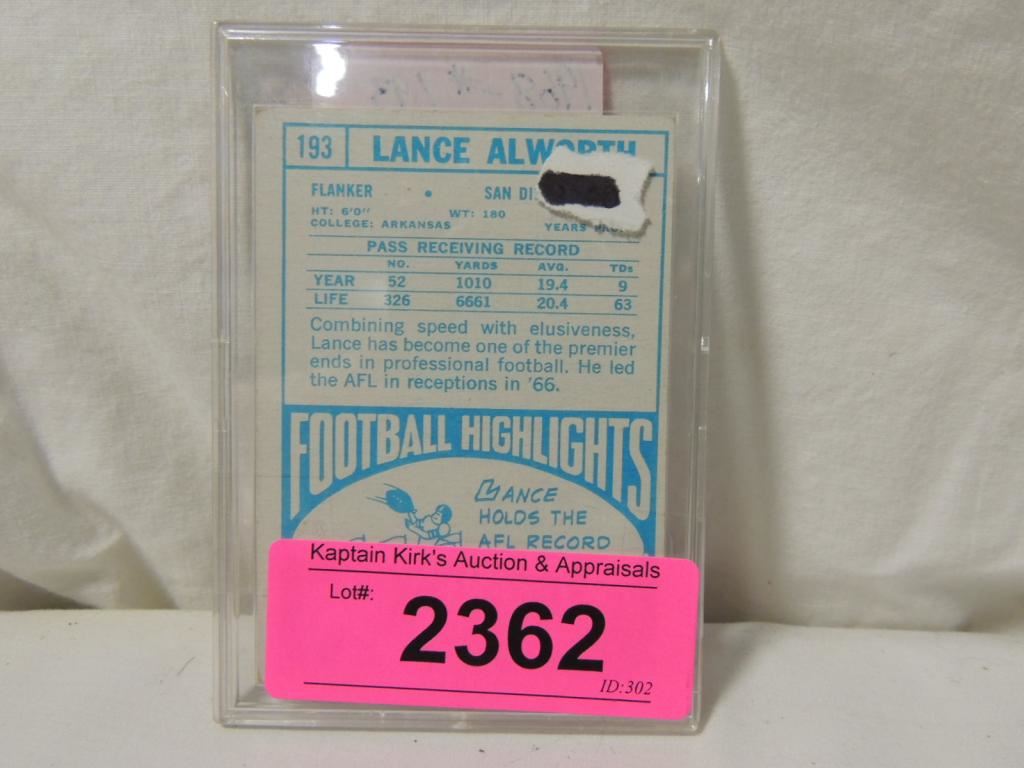 193 LANCE ALWORTH
FLANKER • SAN
HT: 6'0" WT: 180
COLLEGE: ARKANSAS YEARS
PASS RECEIVING RECORD
NO. YARDS AVG. TDs
YEAR 52 1010 19.4 9
LIFE 326 6661 20.4 63
Combining speed with elusiveness,
Lance has become one of the premier
ends in professional football. He led
the AFL in receptions in '66.
FOOTBALL HIGHLIGHTS
LANCE
HOLDS THE
AFL RECORD
Kaptain Kirk's Auction & Appraisals
Lot#:
2362
ID:302